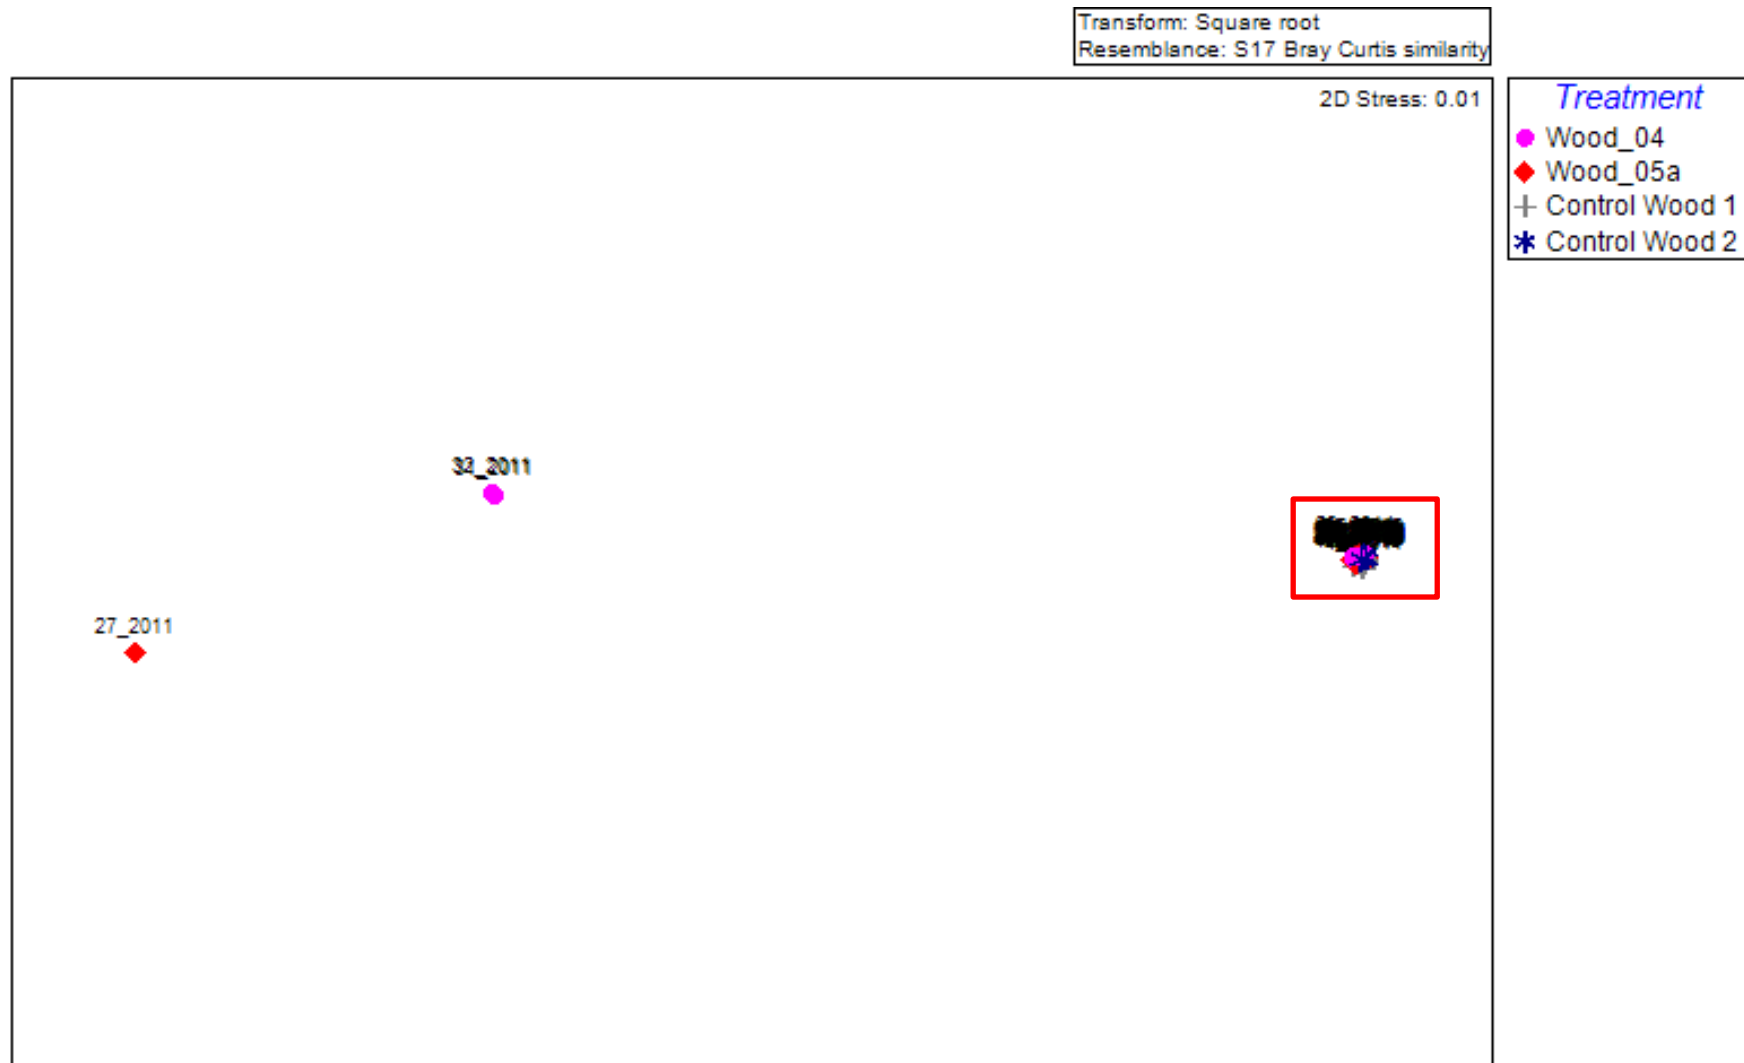 Transform: Square root
Resemblance: S17 Bray Curtis similarity
2D Stress: 0.01
Treatment
Wood_04
Wood_05a
Control Wood 1
Control Wood 2
27_2011